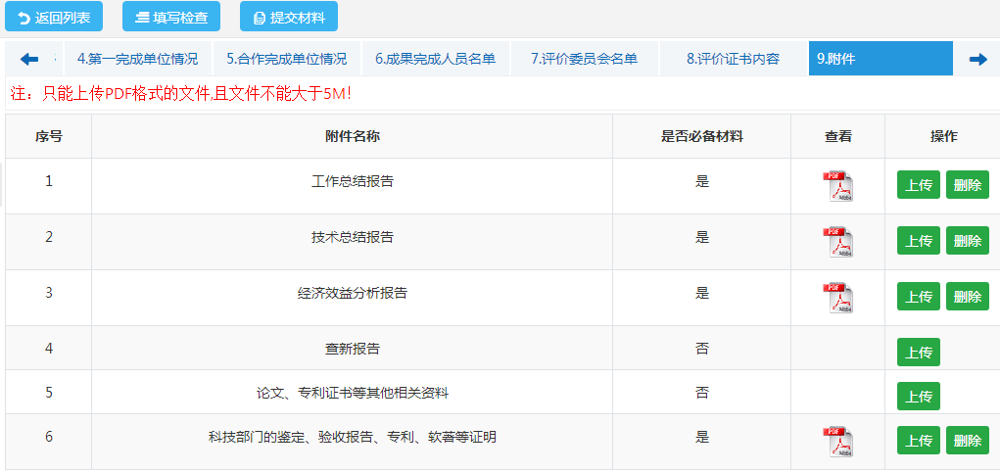 返回列表 填写检查 提交材料
4.第一完成单位情况 5.合作完成单位情况 6.成果完成人员名单 7.评价委员会名单 8.评价证书内容 9.附件
注：只能上传PDF格式的文件,且文件不能大于5M！
序号 附件名称 是否必备材料 查看 操作
1 工作总结报告 是 PDF Adobe 上传 删除
2 技术总结报告 是 PDF Adobe 上传 删除
3 经济效益分析报告 是 PDF Adobe 上传 删除
4 查新报告 否 上传
5 论文、专利证书等其他相关资料 否 上传
6 科技部门的鉴定、验收报告、专利、软著等证明 是 PDF Adobe 上传 删除